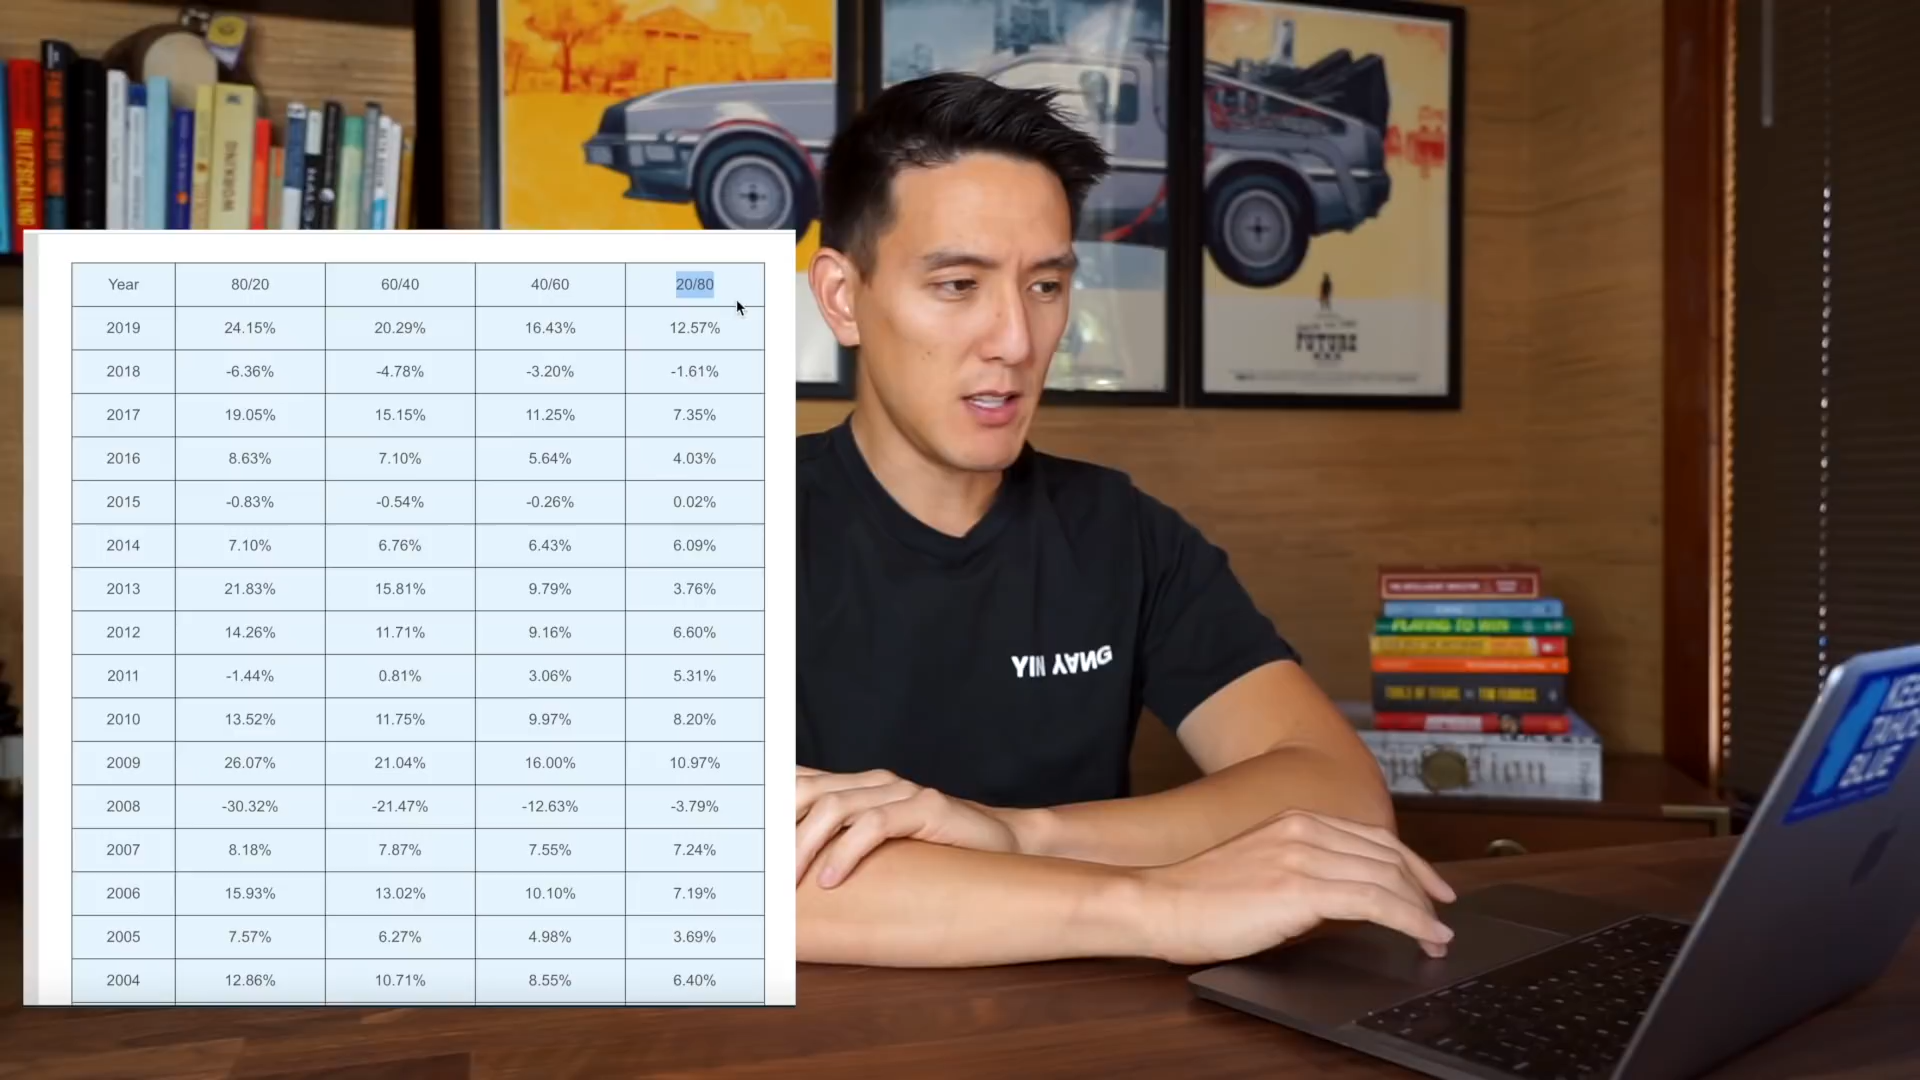 BLITZSCALING
Year 80/20 60/40 40/60 20/80
2019 24.15% 20.29% 16.43% 12.57%
2018 -6.36% -4.78% -3.20% -1.61%
2017 19.05% 15.15% 11.25% 7.35%
2016 8.63% 7.10% 5.64% 4.03%
2015 -0.83% -0.54% -0.26% 0.02%
2014 7.10% 6.76% 6.43% 6.09%
2013 21.83% 15.81% 9.79% 3.76%
2012 14.26% 11.71% 9.16% 6.60%
2011 -1.44% 0.81% 3.06% 5.31%
2010 13.52% 11.75% 9.97% 8.20%
2009 26.07% 21.04% 16.00% 10.97%
2008 -30.32% -21.47% -12.63% -3.79%
2007 8.18% 7.87% 7.55% 7.24%
2006 15.93% 13.02% 10.10% 7.19%
2005 7.57% 6.27% 4.98% 3.69%
2004 12.86% 10.71% 8.55% 6.40%
FUTURE
YIN YANG
PLAYING TO WIN
KEEP
TAHOE
BLUE